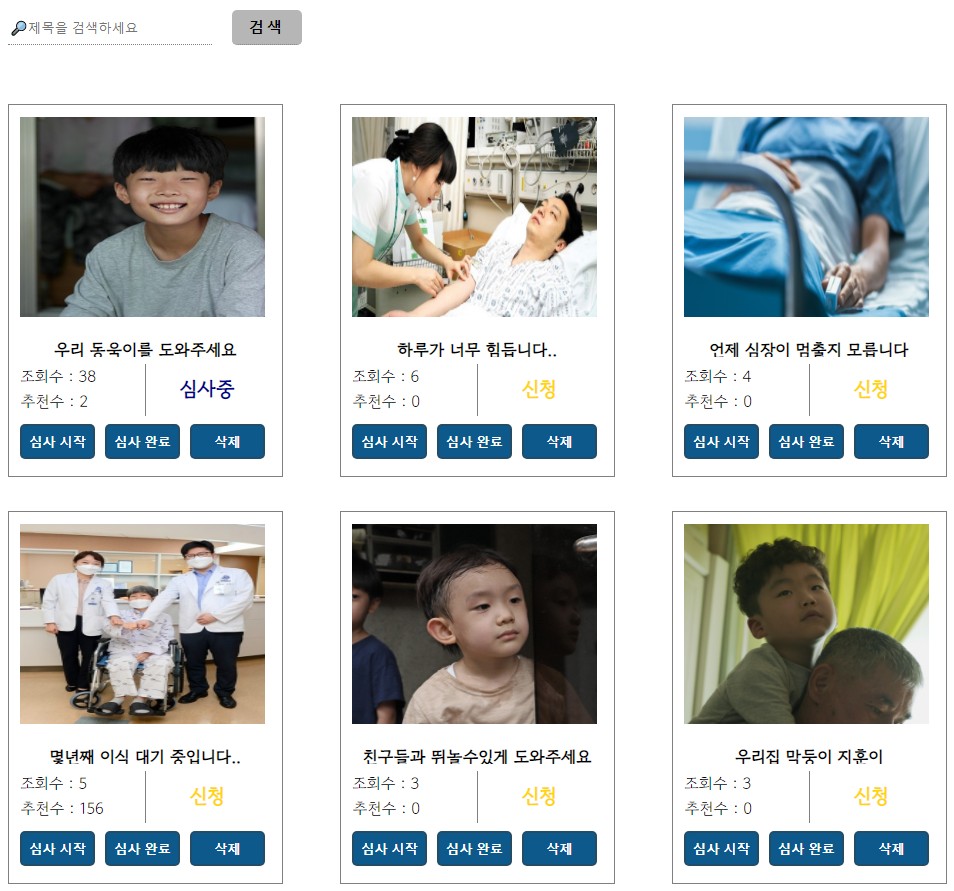 제목을 검색하세요
검 색
우리 동욱이를 도와주세요
조회수 : 38
추천수 : 2
심사중
심사 시작
심사 완료
삭제
하루가 너무 힘듭니다..
조회수 : 6
추천수 : 0
신청
심사 시작
심사 완료
삭제
언제 심장이 멈출지 모릅니다
조회수 : 4
추천수 : 0
신청
심사 시작
심사 완료
삭제
몇년째 이식 대기 중입니다..
조회수 : 5
추천수 : 156
신청
심사 시작
심사 완료
삭제
친구들과 뛰놀수있게 도와주세요
조회수 : 3
추천수 : 0
신청
심사 시작
심사 완료
삭제
우리집 막둥이 지훈이
조회수 : 3
추천수 : 0
신청
심사 시작
심사 완료
삭제